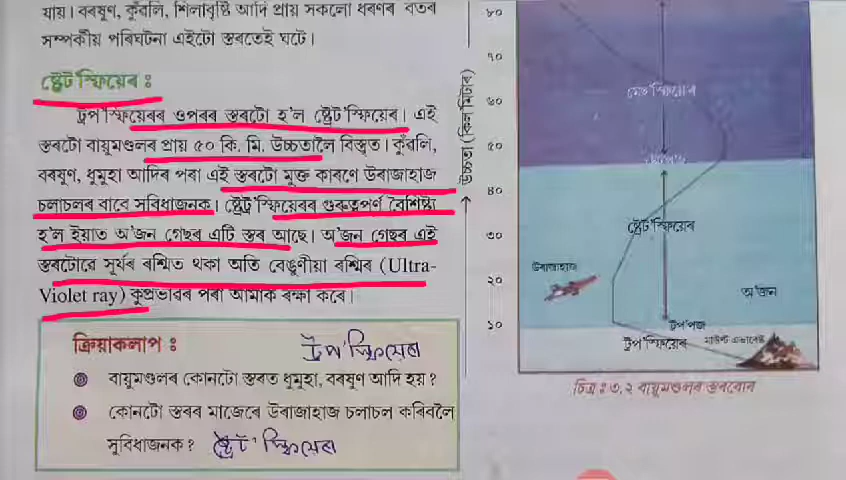 যায়। বৰষুণ, কুঁৱলি, শিলাবৃষ্টি আদি প্ৰায় সকলো ধৰণৰ বতৰ
সম্পৰ্কীয় পৰিঘটনা এইটো স্তৰতেই ঘটে।
ষ্ট্ৰেট'স্ফিয়েৰ ঃ
ট্ৰপ'স্ফিয়েৰৰ ওপৰৰ স্তৰটো হ'ল ষ্ট্ৰেট'স্ফিয়েৰ। এই
স্তৰটো বায়ুমণ্ডলৰ প্ৰায় ৫০ কি. মি. উচ্চতালৈ বিস্তৃত। কুঁৱলি,
বৰষুণ, ধুমুহা আদিৰ পৰা এই স্তৰটো মুক্ত কাৰণে উৰাজাহাজ
চলাচলৰ বাবে সুবিধাজনক। ষ্ট্ৰেট'স্ফিয়েৰৰ গুৰুত্বপূৰ্ণ বৈশিষ্ট্য
হ'ল ইয়াত অ'জন গেছৰ এটি স্তৰ আছে। অ'জন গেছৰ এই
স্তৰটোৱে সূৰ্যৰ ৰশ্মিত থকা অতি বেঙুণীয়া ৰশ্মিৰ (Ultra-
Violet ray) কুপ্ৰভাৱৰ পৰা আমাক ৰক্ষা কৰে।
ক্ৰিয়াকলাপ ঃ
ট্ৰপ'স্ফিয়েৰ
বায়ুমণ্ডলৰ কোনটো স্তৰত ধুমুহা, বৰষুণ আদি হয়?
কোনটো স্তৰৰ মাজেৰে উৰাজাহাজ চলাচল কৰিবলৈ
সুবিধাজনক? ষ্ট্ৰেট'স্ফিয়েৰ
উচ্চতা (কিল'মিটাৰ)
৮০
৭০
৬০
৫০
৪০
৩০
২০
১০
মেছ'স্ফিয়েৰ
ষ্ট্ৰেট'স্ফিয়েৰ
উৰাজাহাজ
অ'জন
ট্ৰপ'পজ
ট্ৰপ'স্ফিয়েৰ
মাউণ্ট এভাৰেষ্ট
চিত্ৰ ঃ ৩.২ বায়ুমণ্ডলৰ স্তৰবোৰ